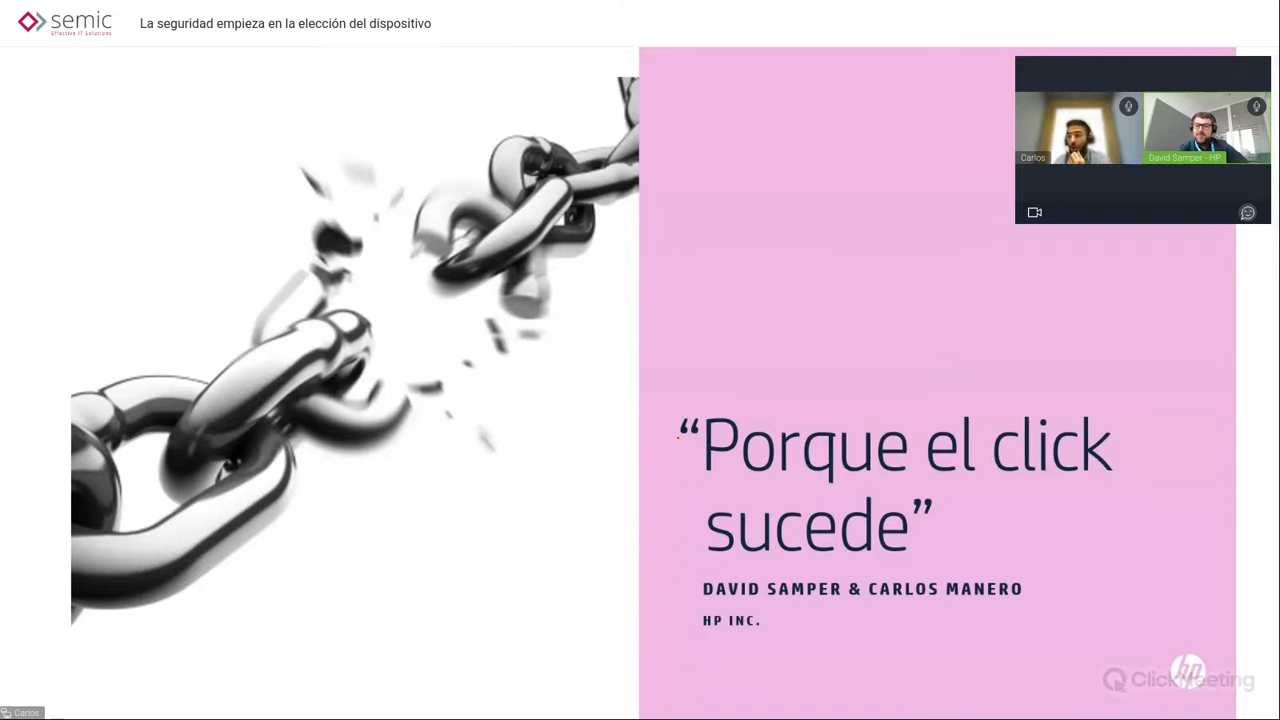 semic
Effective IT Solutions
La seguridad empieza en la elección del dispositivo
Carlos
David Samper - HP
“Porque el click
sucede”
DAVID SAMPER & CARLOS MANERO
HP INC.
hp
ClickMeeting
Carlos